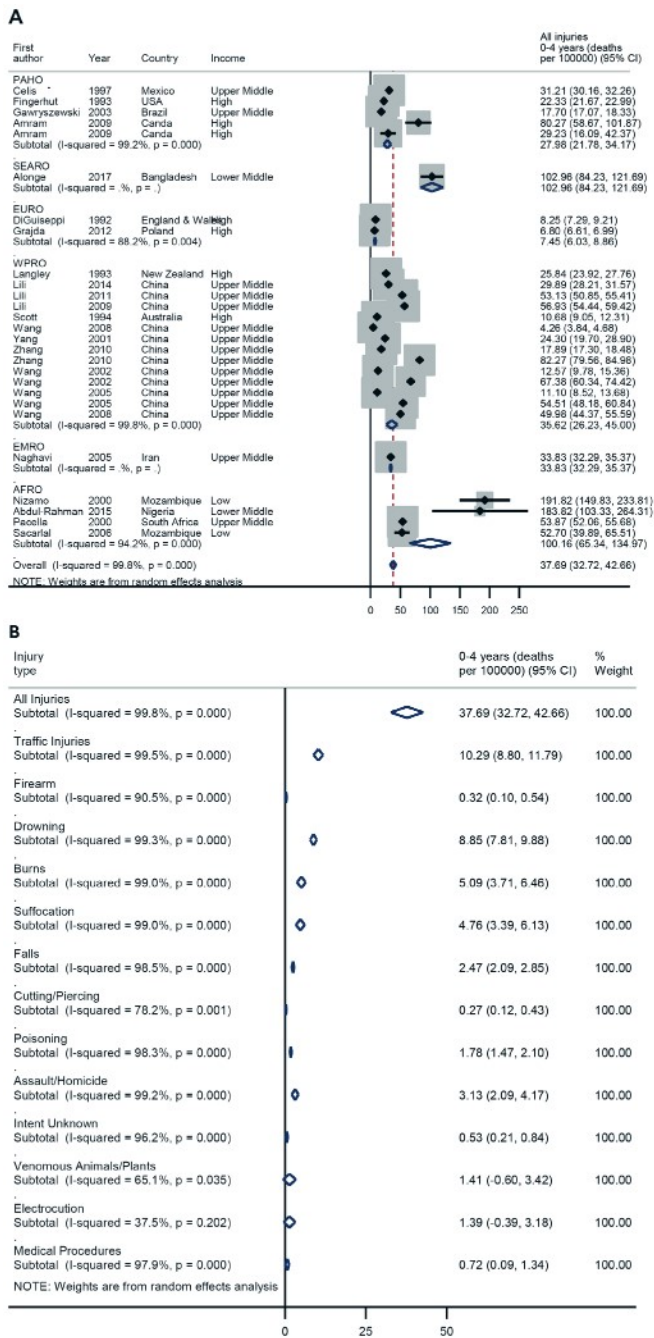 A
First author Year Country Income All injuries 0-4 years (deaths per 100000) (95% CI)
PAHO
Celis 1997 Mexico Upper Middle 31.21 (30.16, 32.26)
Fingerhut 1993 USA High 22.33 (21.67, 22.99)
Gawryszewski 2003 Brazil Upper Middle 17.70 (17.07, 18.33)
Amram 2009 Canda High 80.27 (58.67, 101.87)
Amram 2009 Canda High 29.23 (16.09, 42.37)
Subtotal (I-squared = 99.2%, p = 0.000) 27.98 (21.78, 34.17)
.
SEARO
Alonge 2017 Bangladesh Lower Middle 102.96 (84.23, 121.69)
Subtotal (I-squared = .%, p = .) 102.96 (84.23, 121.69)
.
EURO
DiGuiseppi 1992 England & Wales High 8.25 (7.29, 9.21)
Grajda 2012 Poland High 6.80 (6.61, 6.99)
Subtotal (I-squared = 88.2%, p = 0.004) 7.45 (6.03, 8.86)
.
WPRO
Langley 1993 New Zealand High 25.84 (23.92, 27.76)
Lili 2014 China Upper Middle 29.89 (28.21, 31.57)
Lili 2011 China Upper Middle 53.13 (50.85, 55.41)
Lili 2009 China Upper Middle 56.93 (54.44, 59.42)
Scott 1994 Australia High 10.68 (9.05, 12.31)
Wang 2008 China Upper Middle 4.26 (3.84, 4.68)
Yang 2001 China Upper Middle 24.30 (19.70, 28.90)
Zhang 2010 China Upper Middle 17.89 (17.30, 18.48)
Zhang 2010 China Upper Middle 82.27 (79.56, 84.98)
Wang 2002 China Upper Middle 12.57 (9.78, 15.36)
Wang 2002 China Upper Middle 67.38 (60.34, 74.42)
Wang 2005 China Upper Middle 11.10 (8.52, 13.68)
Wang 2005 China Upper Middle 54.51 (48.18, 60.84)
Wang 2008 China Upper Middle 49.98 (44.37, 55.59)
Subtotal (I-squared = 99.8%, p = 0.000) 35.62 (26.23, 45.00)
.
EMRO
Naghavi 2005 Iran Upper Middle 33.83 (32.29, 35.37)
Subtotal (I-squared = .%, p = .) 33.83 (32.29, 35.37)
.
AFRO
Nizamo 2000 Mozambique Low 191.82 (149.83, 233.81)
Abdul-Rahman 2015 Nigeria Lower Middle 183.82 (103.33, 264.31)
Pacella 2000 South Africa Upper Middle 53.87 (52.06, 55.68)
Sacarlal 2006 Mozambique Low 52.70 (39.89, 65.51)
Subtotal (I-squared = 94.2%, p = 0.000) 100.16 (65.34, 134.97)
.
Overall (I-squared = 99.8%, p = 0.000) 37.69 (32.72, 42.66)
NOTE: Weights are from random effects analysis
0 50 100 150 200 250
B
Injury type 0-4 years (deaths per 100000) (95% CI) % Weight
All Injuries
Subtotal (I-squared = 99.8%, p = 0.000) 37.69 (32.72, 42.66) 100.00
.
Traffic Injuries
Subtotal (I-squared = 99.5%, p = 0.000) 10.29 (8.80, 11.79) 100.00
.
Firearm
Subtotal (I-squared = 90.5%, p = 0.000) 0.32 (0.10, 0.54) 100.00
.
Drowning
Subtotal (I-squared = 99.3%, p = 0.000) 8.85 (7.81, 9.88) 100.00
.
Burns
Subtotal (I-squared = 99.0%, p = 0.000) 5.09 (3.71, 6.46) 100.00
.
Suffocation
Subtotal (I-squared = 99.0%, p = 0.000) 4.76 (3.39, 6.13) 100.00
.
Falls
Subtotal (I-squared = 98.5%, p = 0.000) 2.47 (2.09, 2.85) 100.00
.
Cutting/Piercing
Subtotal (I-squared = 78.2%, p = 0.001) 0.27 (0.12, 0.43) 100.00
.
Poisoning
Subtotal (I-squared = 98.3%, p = 0.000) 1.78 (1.47, 2.10) 100.00
.
Assault/Homicide
Subtotal (I-squared = 99.2%, p = 0.000) 3.13 (2.09, 4.17) 100.00
.
Intent Unknown
Subtotal (I-squared = 96.2%, p = 0.000) 0.53 (0.21, 0.84) 100.00
.
Venomous Animals/Plants
Subtotal (I-squared = 65.1%, p = 0.035) 1.41 (-0.60, 3.42) 100.00
.
Electrocution
Subtotal (I-squared = 37.5%, p = 0.202) 1.39 (-0.39, 3.18) 100.00
.
Medical Procedures
Subtotal (I-squared = 97.9%, p = 0.000) 0.72 (0.09, 1.34) 100.00
NOTE: Weights are from random effects analysis
0 25 50